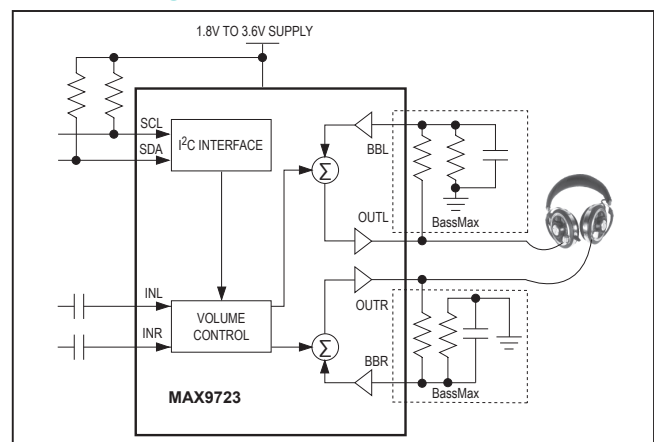 1.8V TO 3.6V SUPPLY
SCL
SDA
I²C INTERFACE
BBL
Σ
OUTL
BassMax
INL
INR
VOLUME
CONTROL
OUTR
Σ
BBR
BassMax
MAX9723